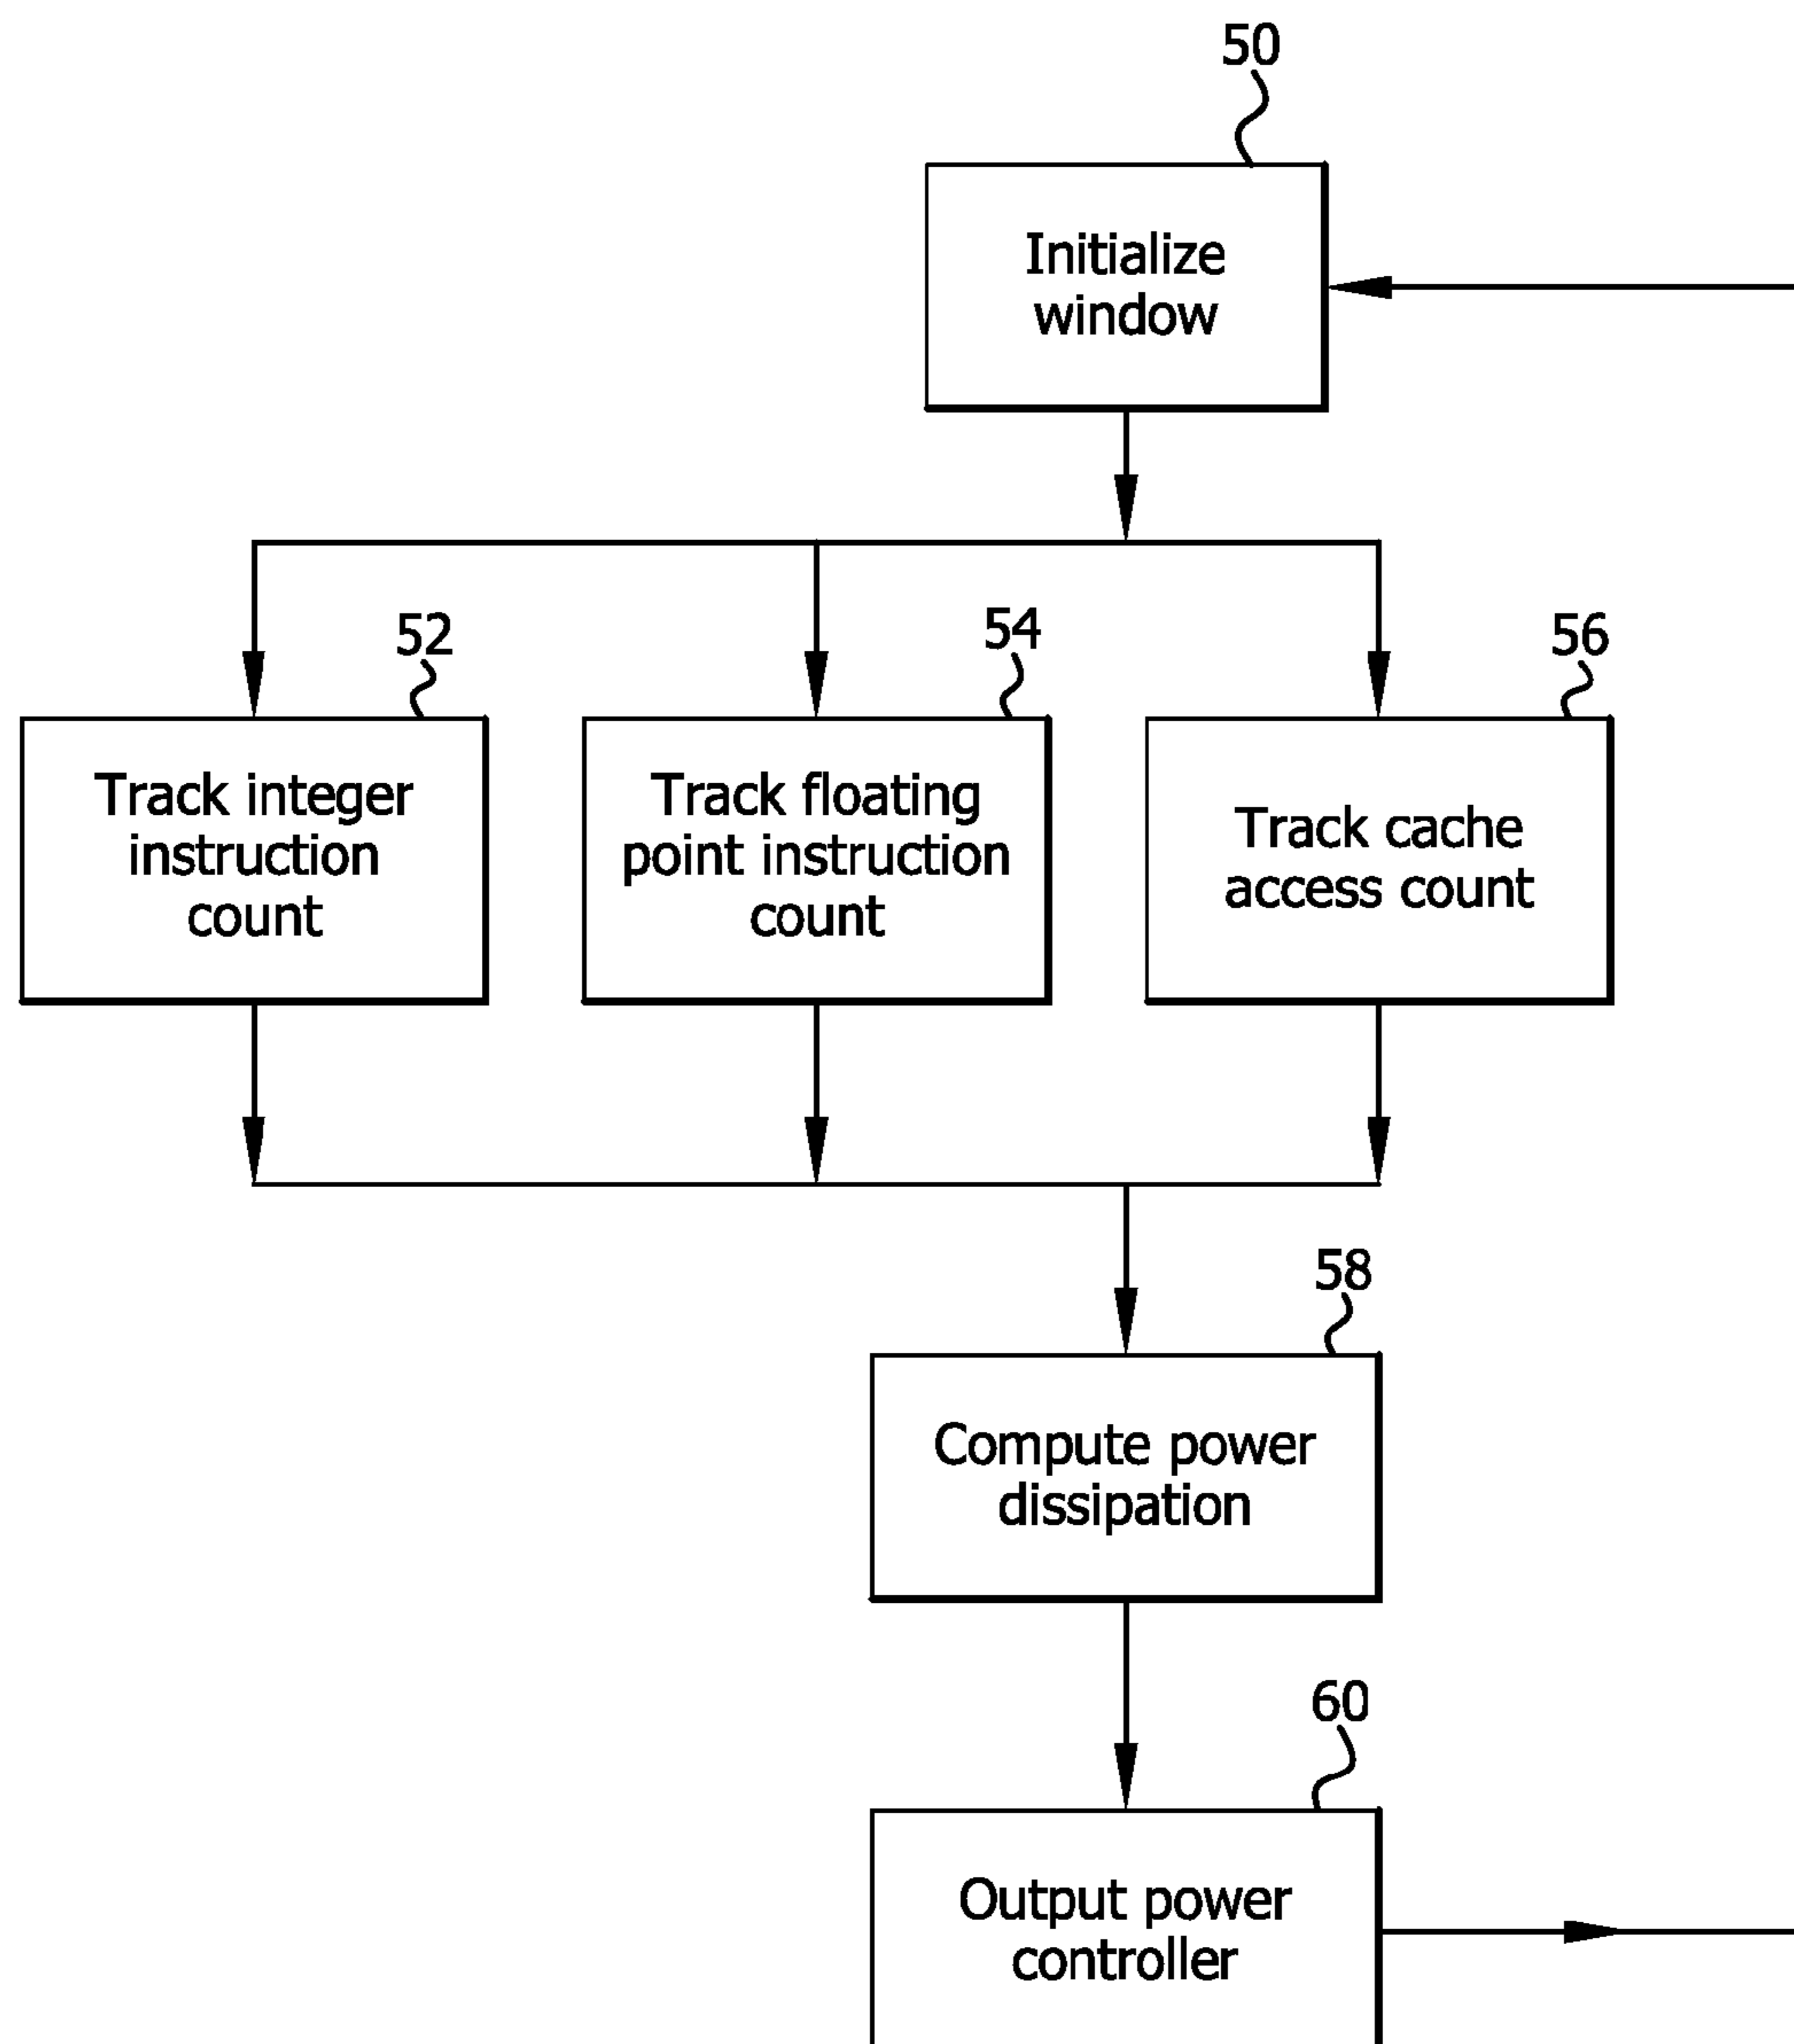 50
Initialize
window
52
54
56
Track integer
instruction
count
Track floating
point instruction
count
Track cache
access count
58
Compute power
dissipation
60
Output power
controller